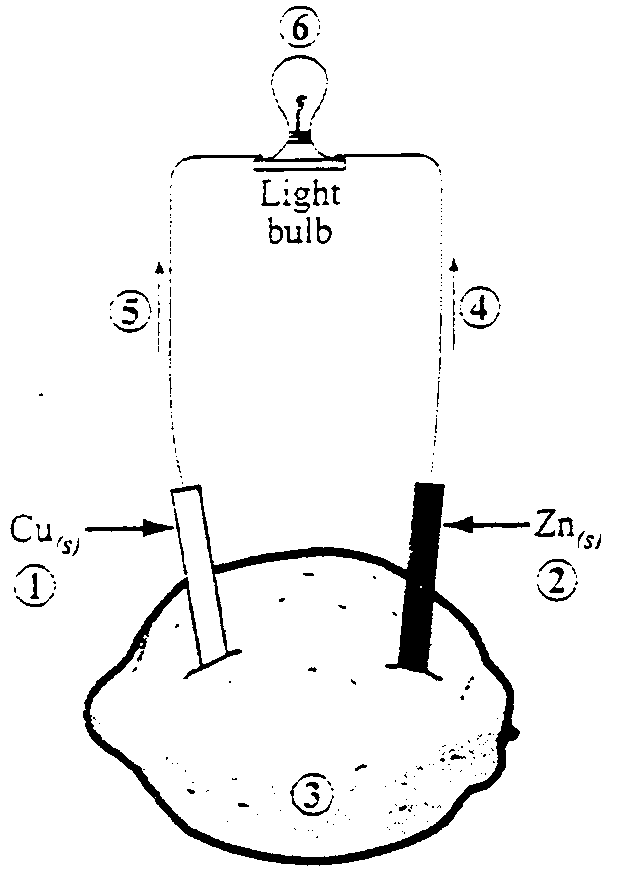 ⑥
Light
bulb
⑤
④
Cu(s)
Zn(s)
①
②
③